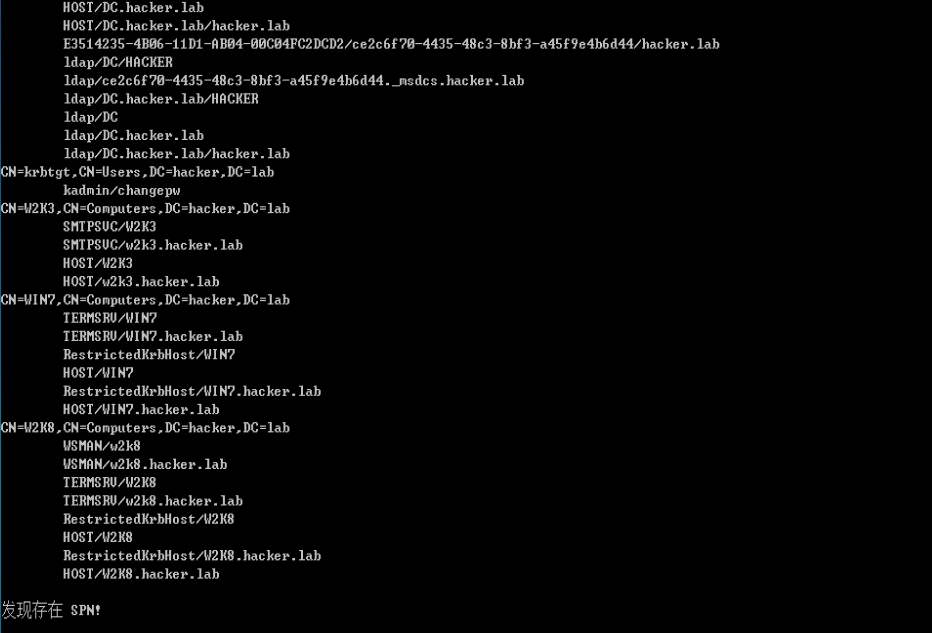 HOST/DC.hacker.lab
HOST/DC.hacker.lab/hacker.lab
E3514235-4B06-11D1-AB04-00C04FC2DCD2/ce2c6f70-4435-48c3-8bf3-a45f9e4b6d44/hacker.lab
ldap/DC/HACKER
ldap/ce2c6f70-4435-48c3-8bf3-a45f9e4b6d44._msdcs.hacker.lab
ldap/DC.hacker.lab/HACKER
ldap/DC
ldap/DC.hacker.lab
ldap/DC.hacker.lab/hacker.lab
CN=krbtgt,CN=Users,DC=hacker,DC=lab
kadmin/changepw
CN=W2K3,CN=Computers,DC=hacker,DC=lab
SMTPSVC/W2K3
SMTPSVC/w2k3.hacker.lab
HOST/W2K3
HOST/w2k3.hacker.lab
CN=WIN7,CN=Computers,DC=hacker,DC=lab
TERMSRV/WIN7
TERMSRV/WIN7.hacker.lab
RestrictedKrbHost/WIN7
HOST/WIN7
RestrictedKrbHost/WIN7.hacker.lab
HOST/WIN7.hacker.lab
CN=W2K8,CN=Computers,DC=hacker,DC=lab
WSMAN/w2k8
WSMAN/w2k8.hacker.lab
TERMSRV/W2K8
TERMSRV/w2k8.hacker.lab
RestrictedKrbHost/W2K8
HOST/W2K8
RestrictedKrbHost/W2K8.hacker.lab
HOST/W2K8.hacker.lab
发现存在 SPN!